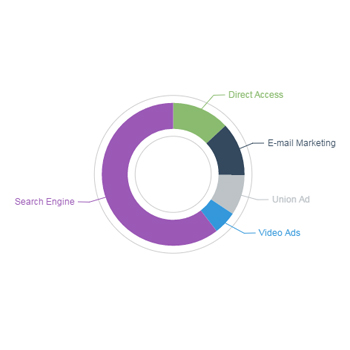 Direct Access
E-mail Marketing
Union Ad
Video Ads
Search Engine